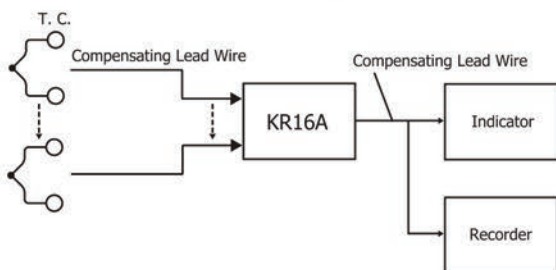 T. C.
Compensating Lead Wire
Compensating Lead Wire
KR16A
Indicator
Recorder